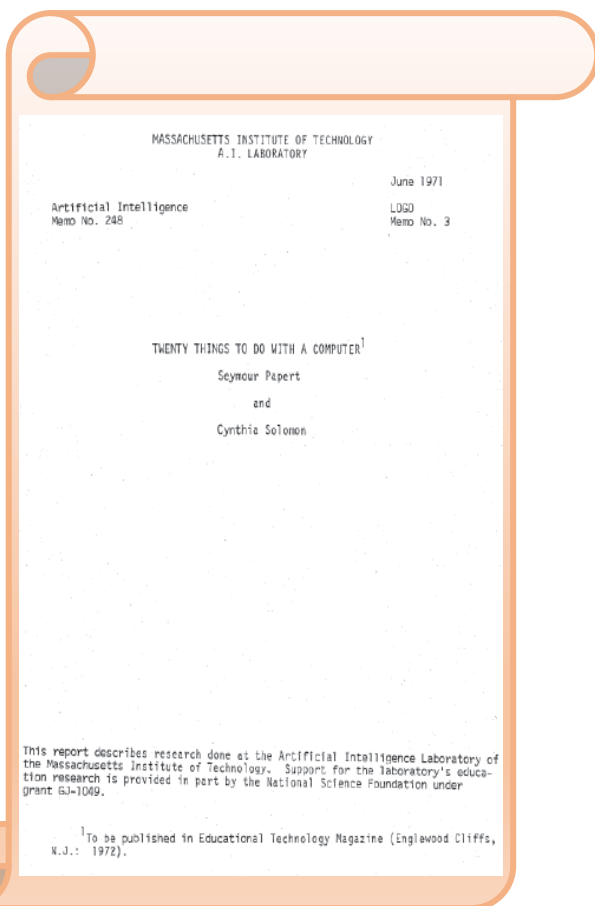 MASSACHUSETTS INSTITUTE OF TECHNOLOGY
A.I. LABORATORY
June 1971
Artificial Intelligence
Memo No. 248
LOGO
Memo No. 3
TWENTY THINGS TO DO WITH A COMPUTER1
Seymour Papert
and
Cynthia Solomon
This report describes research done at the Artificial Intelligence Laboratory of
the Massachusetts Institute of Technology. Support for the laboratory's educa-
tion research is provided in part by the National Science Foundation under
grant GJ-1049.
1To be published in Educational Technology Magazine (Englewood Cliffs,
N.J.: 1972).